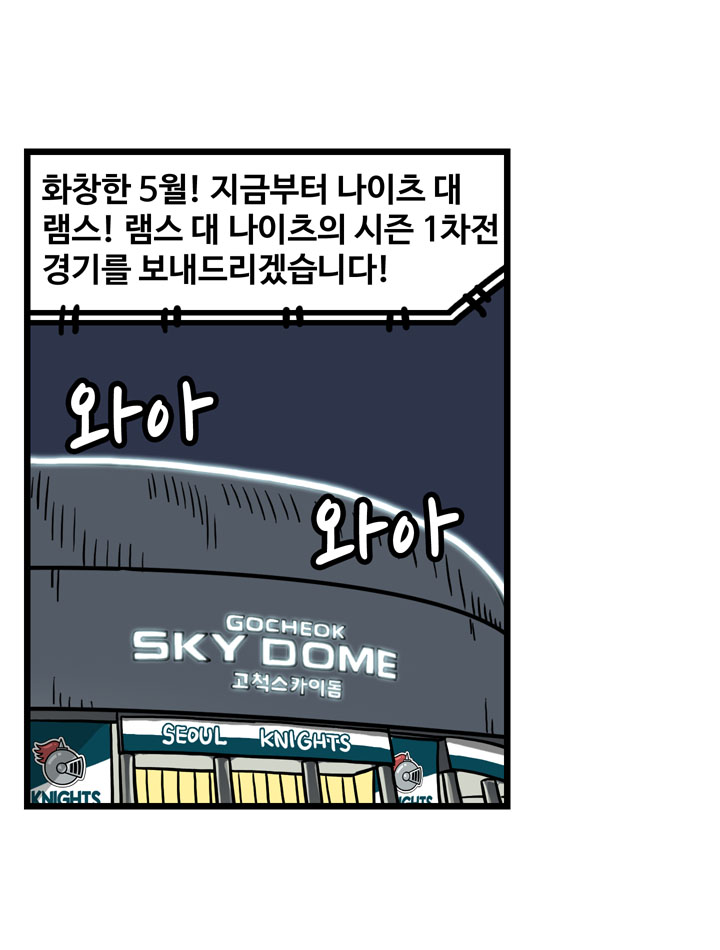 화창한 5월! 지금부터 나이츠 대
램스! 램스 대 나이츠의 시즌 1차전
경기를 보내드리겠습니다!
와아
와아
GOCHEOK
SKY DOME
고척스카이돔
SEOUL KNIGHTS
KNIGHTS
KNIGHTS